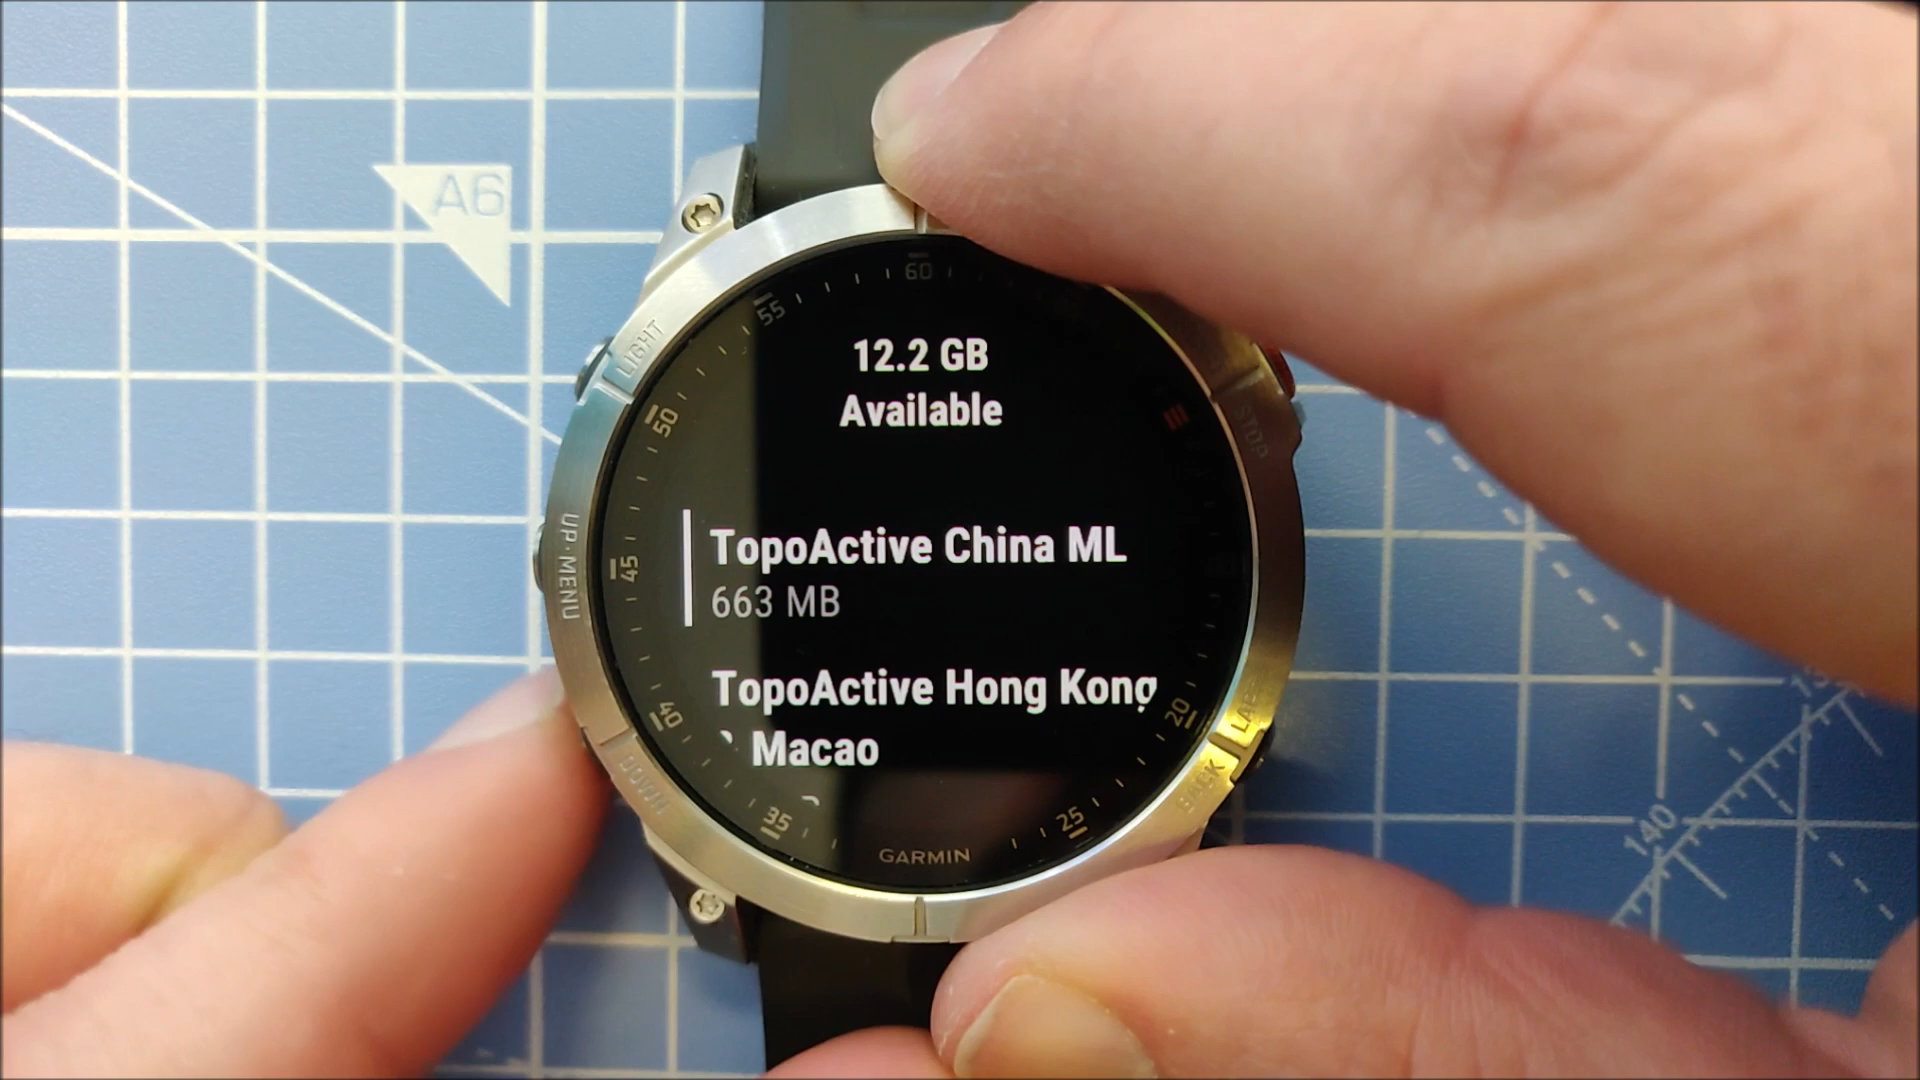 A6
60
55
LIGHT
12.2 GB
Available
50
STOP
TopoActive China ML
663 MB
45
UP·MENU
TopoActive Hong Kong
Macao
40
20
LAP
BACK
DOWN
35
25
GARMIN
140